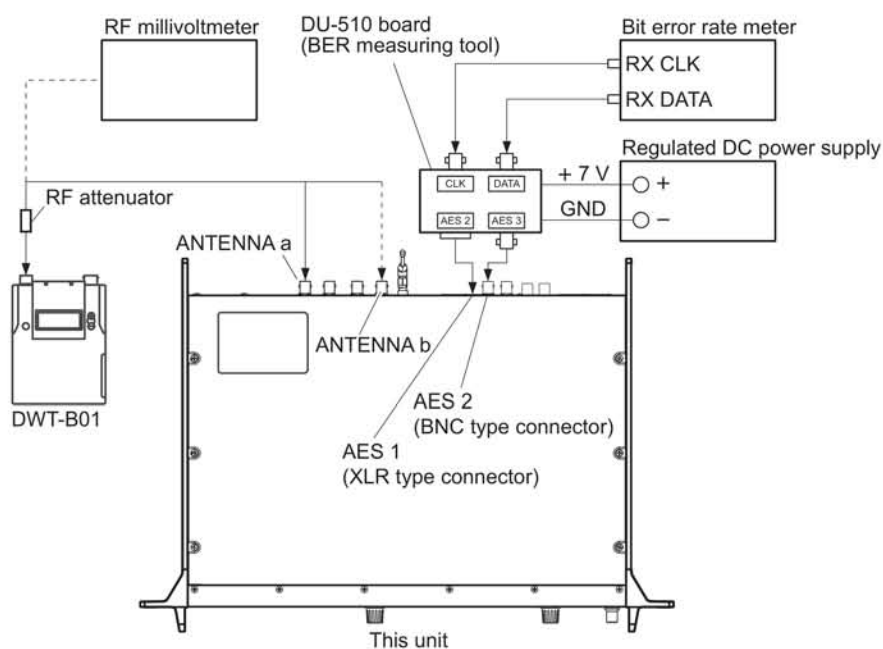 RF millivoltmeter
DU-510 board
(BER measuring tool)
Bit error rate meter
RX CLK
RX DATA
Regulated DC power supply
+ 7 V
+
GND
−
CLK
DATA
AES 2
AES 3
RF attenuator
ANTENNA a
ANTENNA b
DWT-B01
AES 2
(BNC type connector)
AES 1
(XLR type connector)
This unit